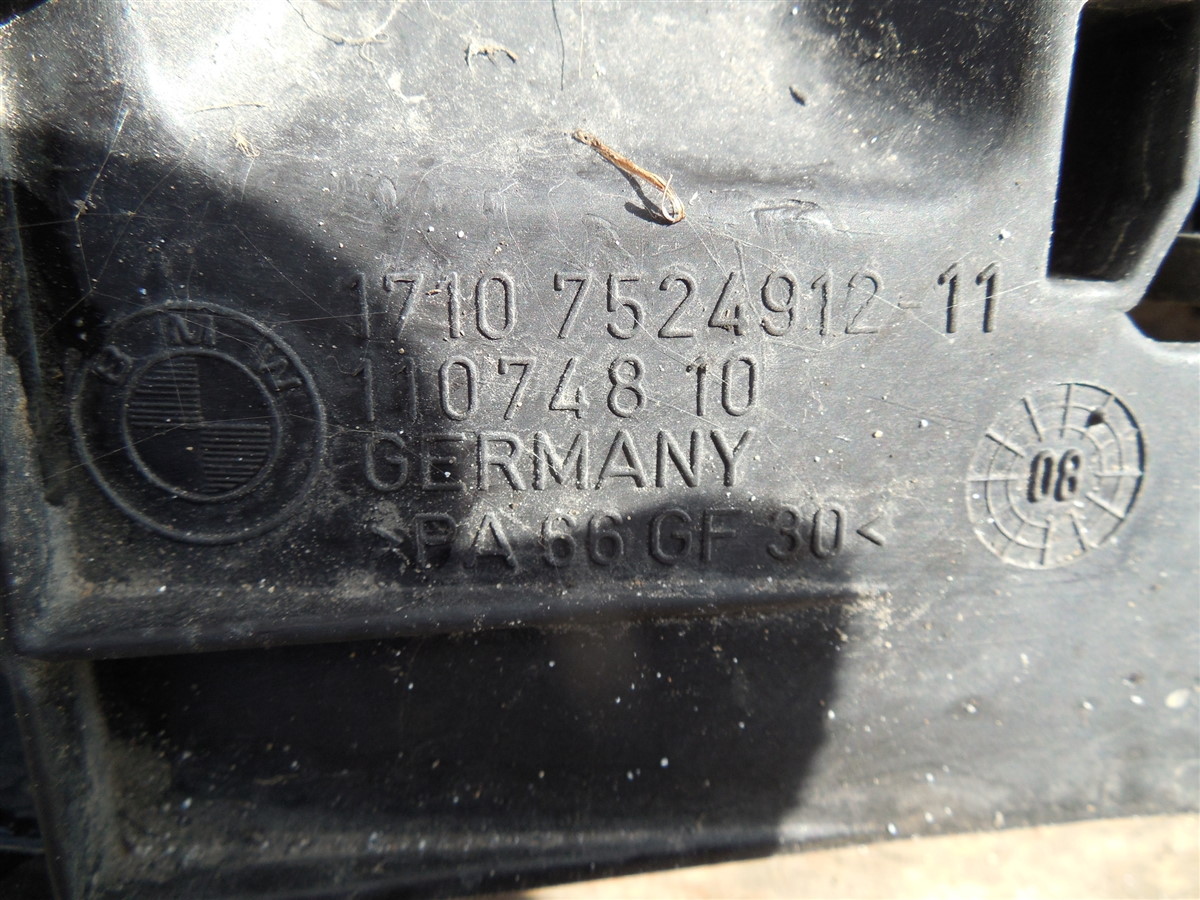 BMW
1710 7524912-11
110748 10
GERMANY
>PA 66 GF 30<
08